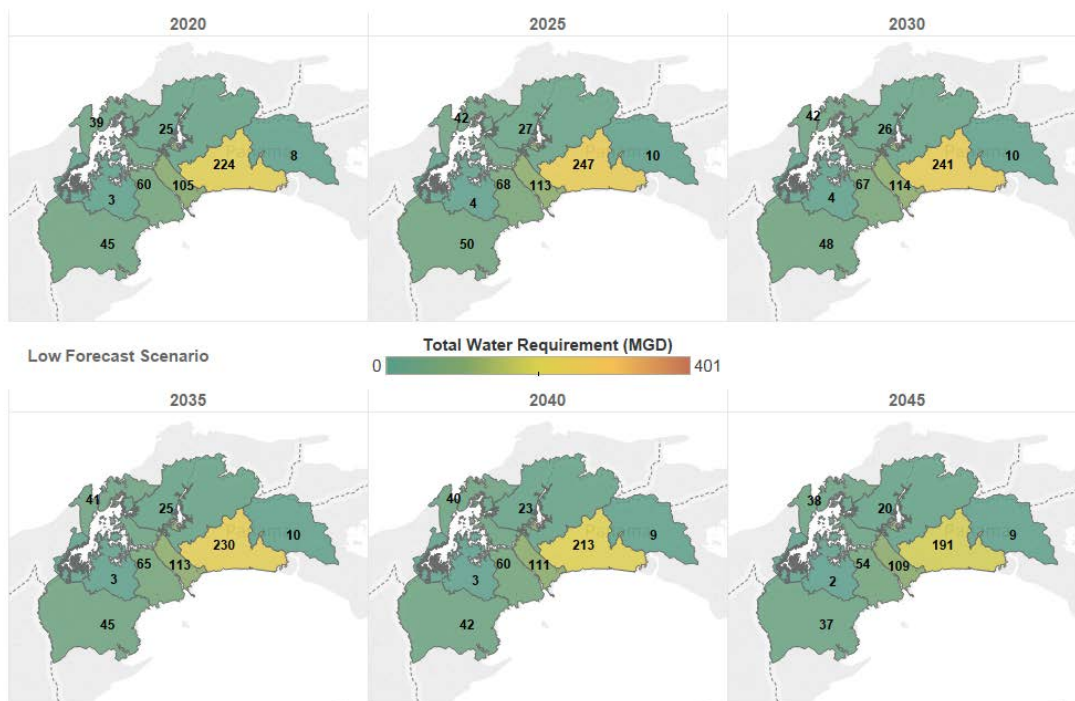 2020 2025 2030
39 25 8 224 60 105 3 45
42 27 10 247 68 113 4 50
42 26 10 241 67 114 4 48
Low Forecast Scenario
Total Water Requirement (MGD)
0 401
2035 2040 2045
41 25 10 230 65 113 3 45
40 23 9 213 60 111 3 42
38 20 9 191 54 109 2 37